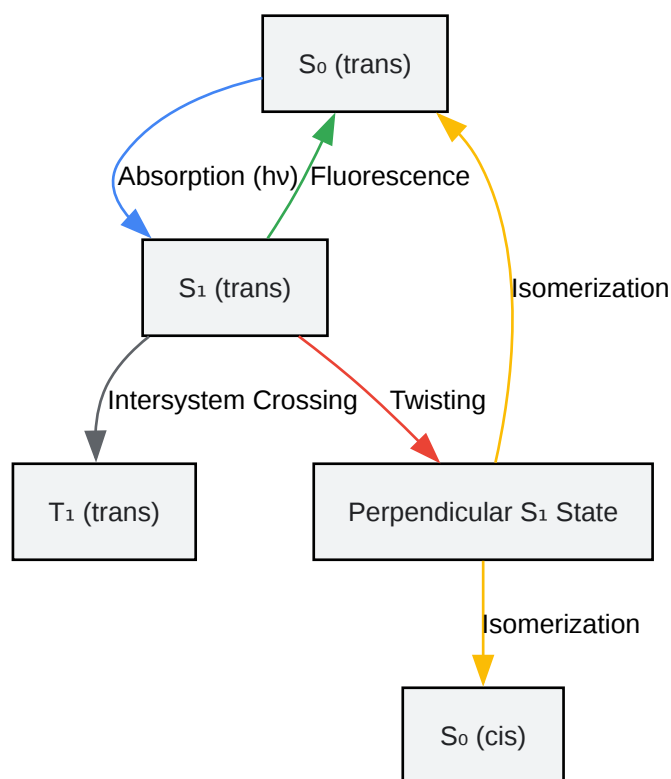 S₀ (trans)
Absorption (hν)
Fluorescence
S₁ (trans)
Isomerization
Intersystem Crossing
Twisting
T₁ (trans)
Perpendicular S₁ State
Isomerization
S₀ (cis)